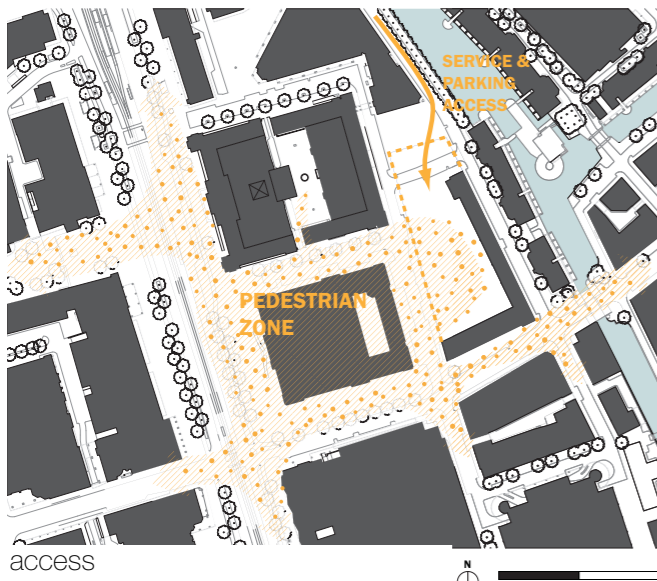 SERVICE &
PARKING
ACCESS
PEDESTRIAN
ZONE
access
N